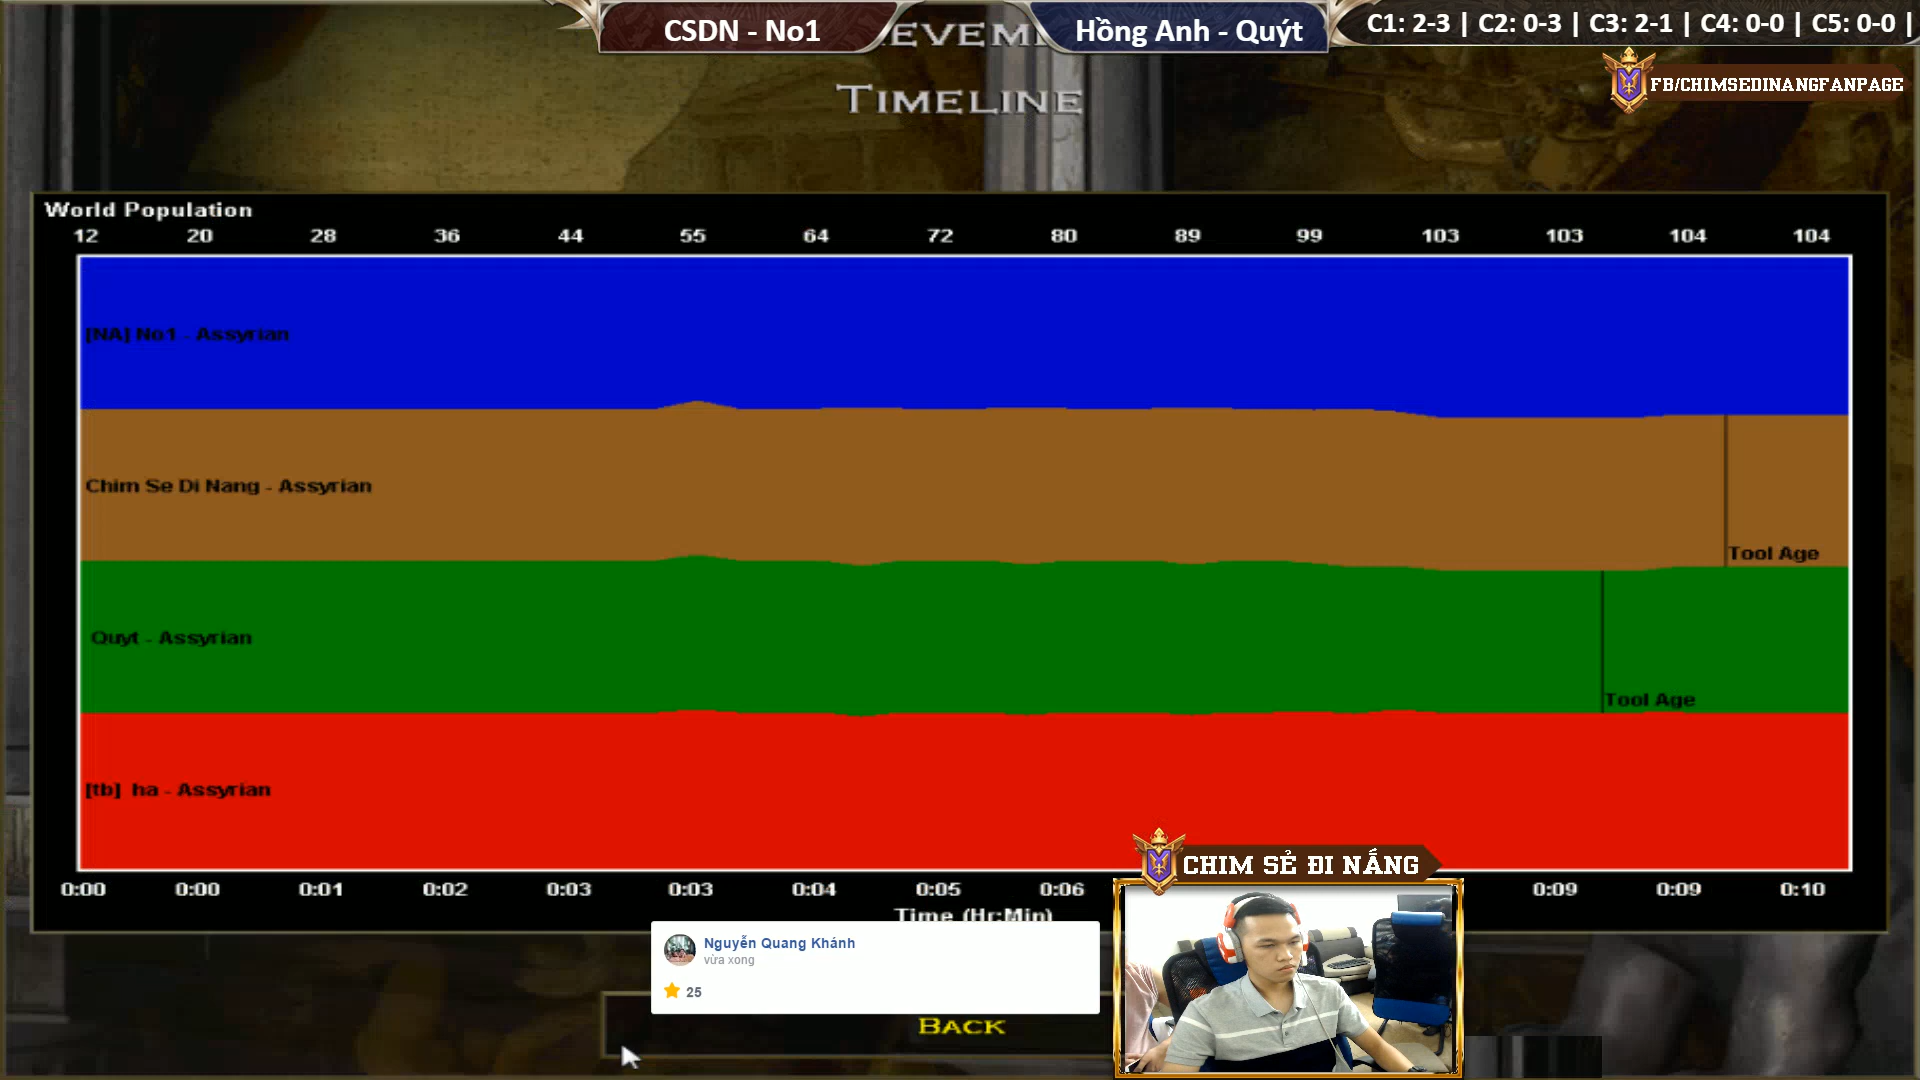 CSDN - No1
EVEM
Hồng Anh - Quýt
C1: 2-3 | C2: 0-3 | C3: 2-1 | C4: 0-0 | C5: 0-0 |
FB/CHIMSEDINANGFANPAGE
TIMELINE
World Population
12 20 28 36 44 55 64 72 80 89 99 103 103 104 104
[NA] No1 - Assyrian
Chim Se Di Nang - Assyrian
Tool Age
Quyt - Assyrian
Tool Age
[tb] ha - Assyrian
CHIM SẺ ĐI NẮNG
0:00 0:00 0:01 0:02 0:03 0:03 0:04 0:05 0:06 0:09 0:09 0:10
Time (Hr:Min)
Nguyễn Quang Khánh
vừa xong
25
BACK